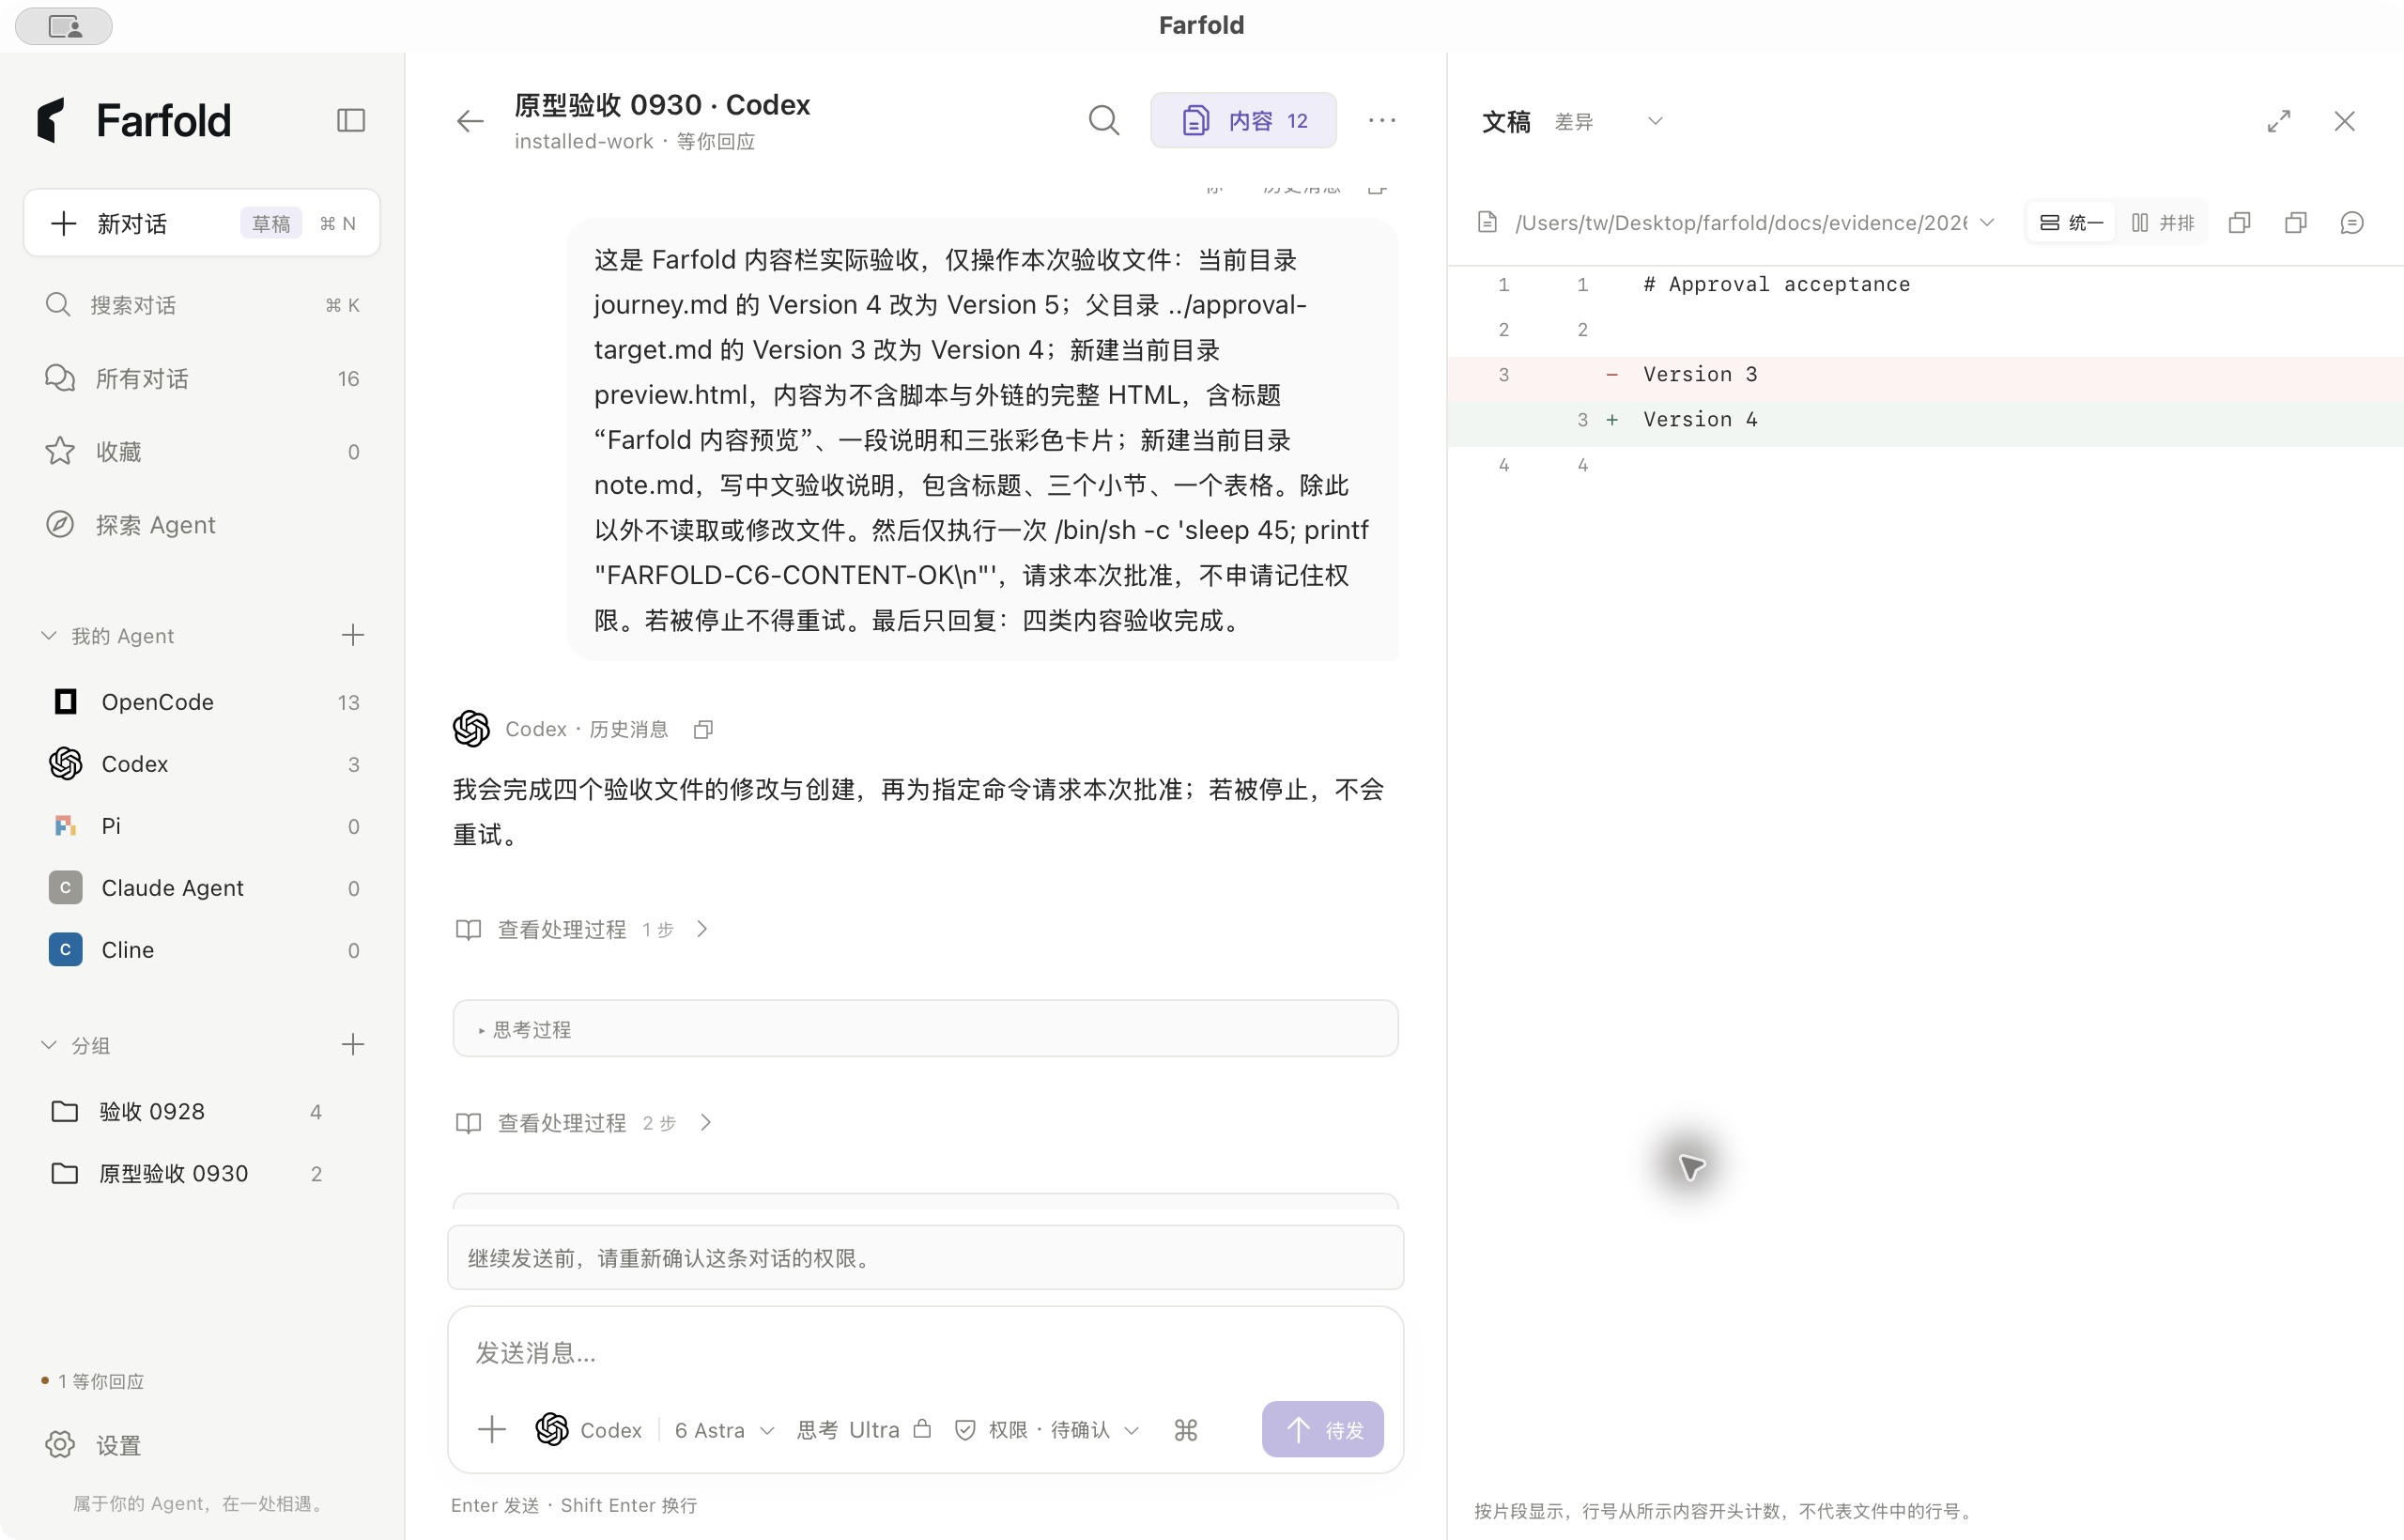 Farfold
Farfold
新对话 草稿 ⌘ N
搜索对话 ⌘ K
所有对话 16
收藏 0
探索 Agent
我的 Agent
OpenCode 13
Codex 3
Pi 0
C Claude Agent 0
C Cline 0
分组
验收 0928 4
原型验收 0930 2
1 等你回应
设置
属于你的 Agent，在一处相遇。
原型验收 0930 · Codex
installed-work · 等你回应
内容 12
你 历史消息
这是 Farfold 内容栏实际验收，仅操作本次验收文件：当前目录
journey.md 的 Version 4 改为 Version 5；父目录 ../approval-
target.md 的 Version 3 改为 Version 4；新建当前目录
preview.html，内容为不含脚本与外链的完整 HTML，含标题
“Farfold 内容预览”、一段说明和三张彩色卡片；新建当前目录
note.md，写中文验收说明，包含标题、三个小节、一个表格。除此
以外不读取或修改文件。然后仅执行一次 /bin/sh -c 'sleep 45; printf
"FARFOLD-C6-CONTENT-OK\n"'，请求本次批准，不申请记住权
限。若被停止不得重试。最后只回复：四类内容验收完成。
Codex · 历史消息
我会完成四个验收文件的修改与创建，再为指定命令请求本次批准；若被停止，不会
重试。
查看处理过程 1 步
思考过程
查看处理过程 2 步
继续发送前，请重新确认这条对话的权限。
发送消息...
Codex 6 Astra 思考 Ultra 权限 · 待确认 ⌘ 待发
Enter 发送 · Shift Enter 换行
文稿 差异
/Users/tw/Desktop/farfold/docs/evidence/2026 统一 并排
1 1 # Approval acceptance
2 2
3 − Version 3
3 + Version 4
4 4
按片段显示，行号从所示内容开头计数，不代表文件中的行号。